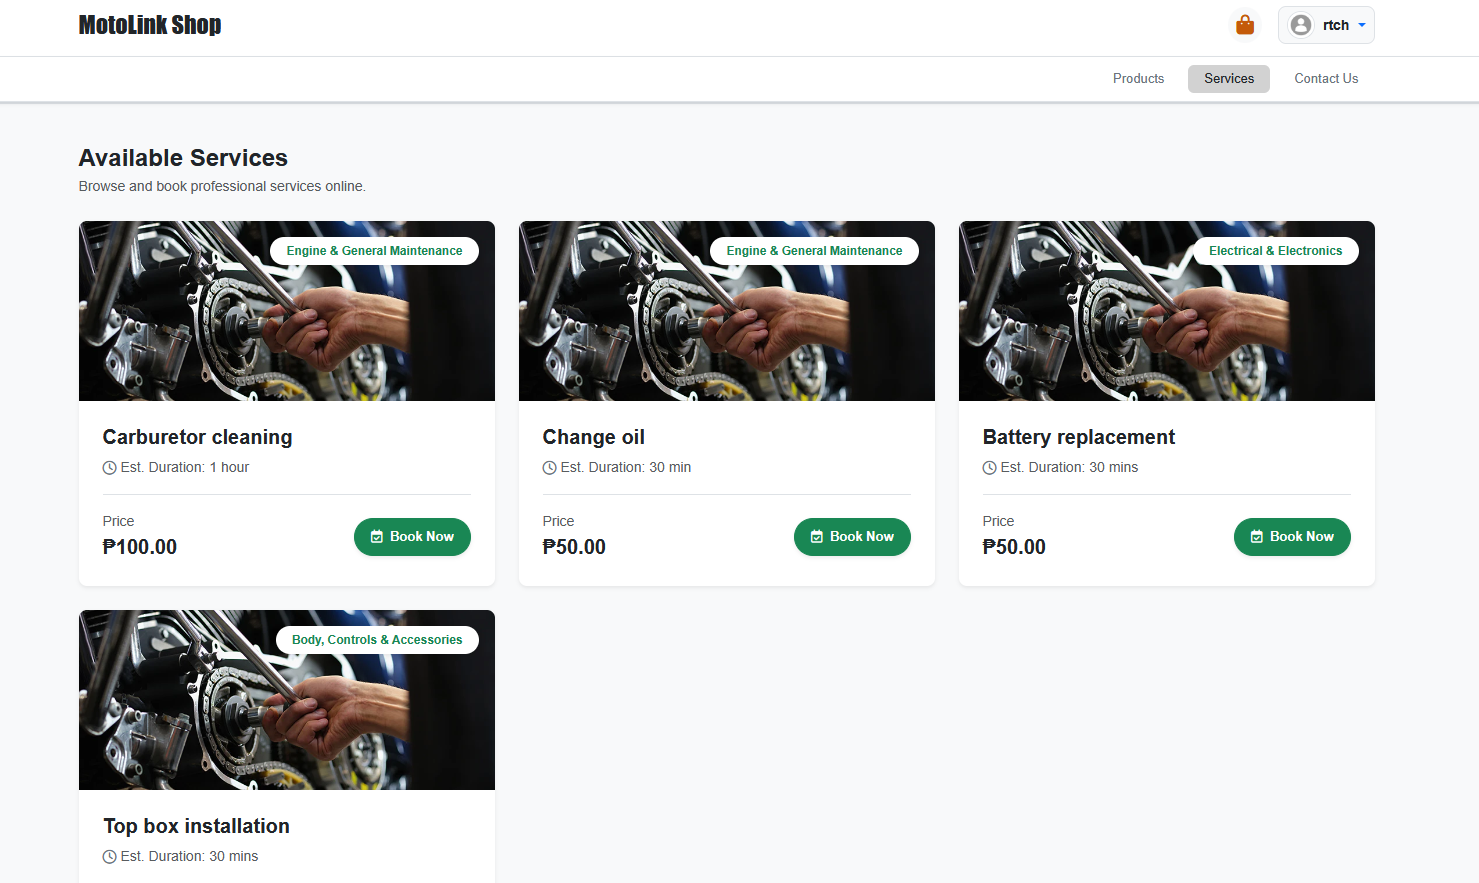 MotoLink Shop
rtch
Products
Services
Contact Us
Available Services
Browse and book professional services online.
Engine & General Maintenance
Carburetor cleaning
Est. Duration: 1 hour
Price
₱100.00
Book Now
Engine & General Maintenance
Change oil
Est. Duration: 30 min
Price
₱50.00
Book Now
Electrical & Electronics
Battery replacement
Est. Duration: 30 mins
Price
₱50.00
Book Now
Body, Controls & Accessories
Top box installation
Est. Duration: 30 mins